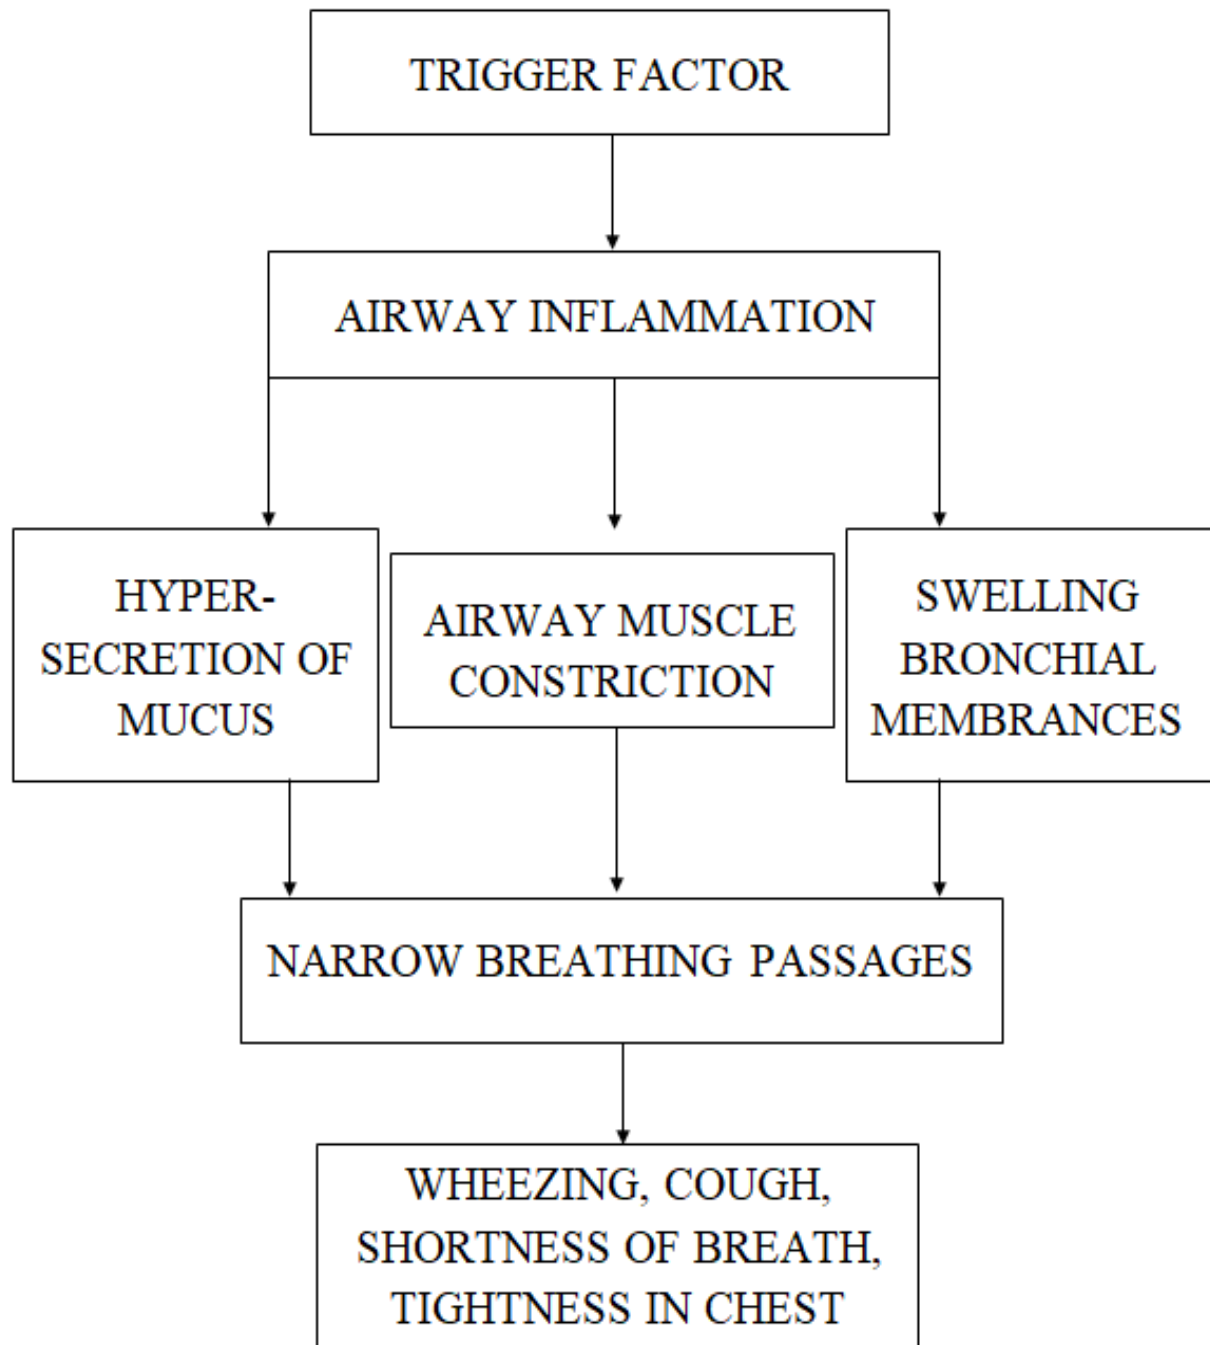 TRIGGER FACTOR
AIRWAY INFLAMMATION
HYPER-
SECRETION OF
MUCUS
AIRWAY MUSCLE
CONSTRICTION
SWELLING
BRONCHIAL
MEMBRANCES
NARROW BREATHING PASSAGES
WHEEZING, COUGH,
SHORTNESS OF BREATH,
TIGHTNESS IN CHEST